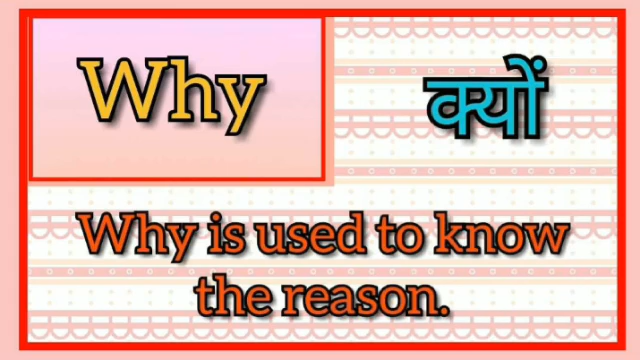 Why
क्यों
Why is used to know
the reason.